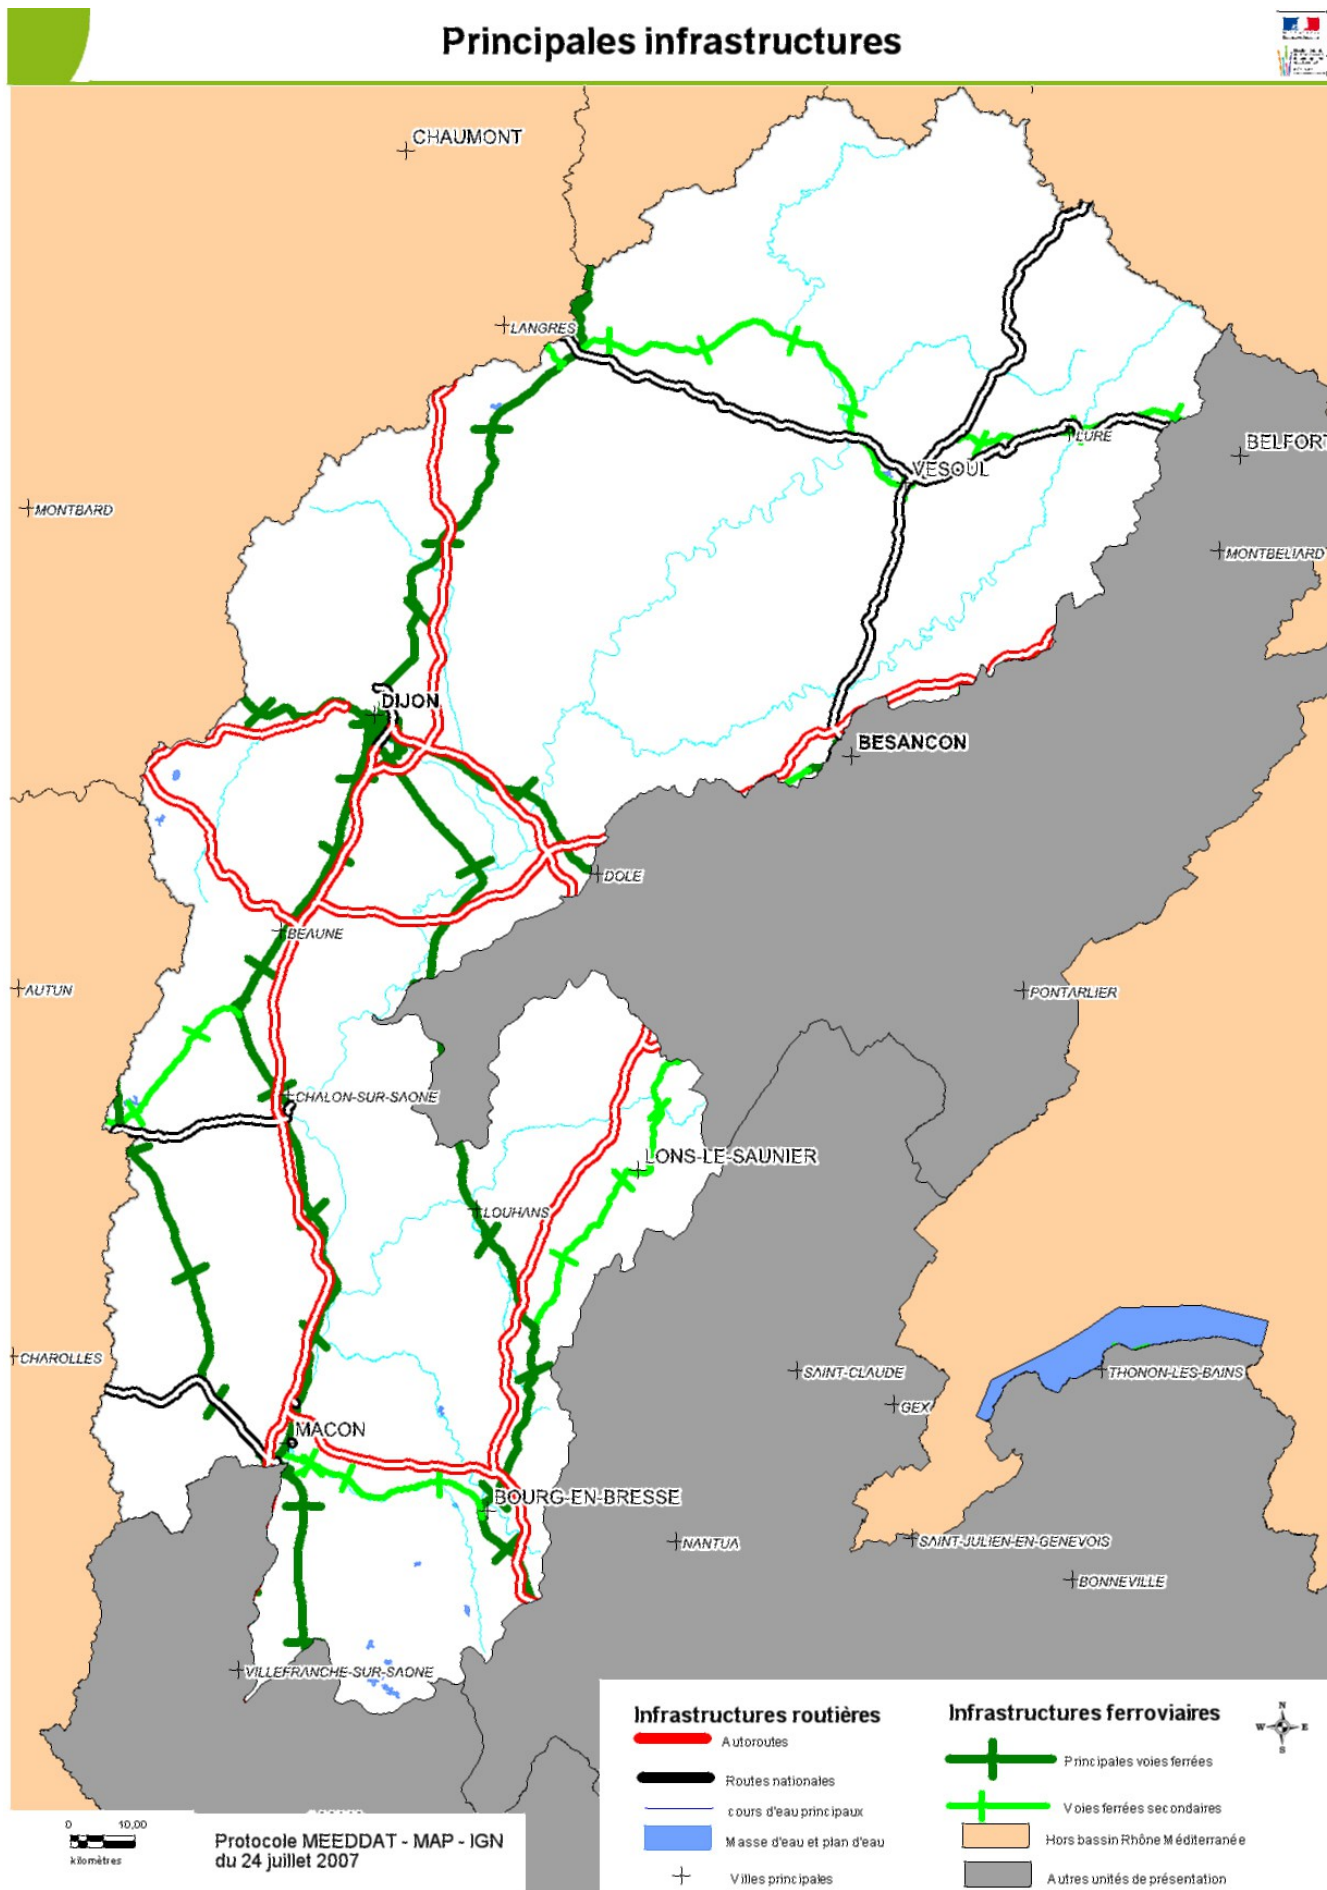 Principales infrastructures
CHAUMONT
LANGRES
LURE
BELFORT
VESOUL
MONTBARD
MONTBELIARD
DIJON
BESANCON
DOLE
BEAUNE
AUTUN
PONTARLIER
CHALON-SUR-SAONE
LONS-LE-SAUNIER
LOUHANS
CHAROLLES
SAINT-CLAUDE
THONON-LES-BAINS
GEX
MACON
BOURG-EN-BRESSE
NANTUA
SAINT-JULIEN-EN-GENEVOIS
BONNEVILLE
VILLEFRANCHE-SUR-SAONE
Infrastructures routières
Autoroutes
Routes nationales
cours d'eau principaux
Masse d'eau et plan d'eau
Villes principales
Infrastructures ferroviaires
Principales voies ferrées
Voies ferrées secondaires
Hors bassin Rhône Méditerranée
Autres unités de présentation
N
W E
S
0 10,00
kilomètres
Protocole MEEDDAT - MAP - IGN
du 24 juillet 2007